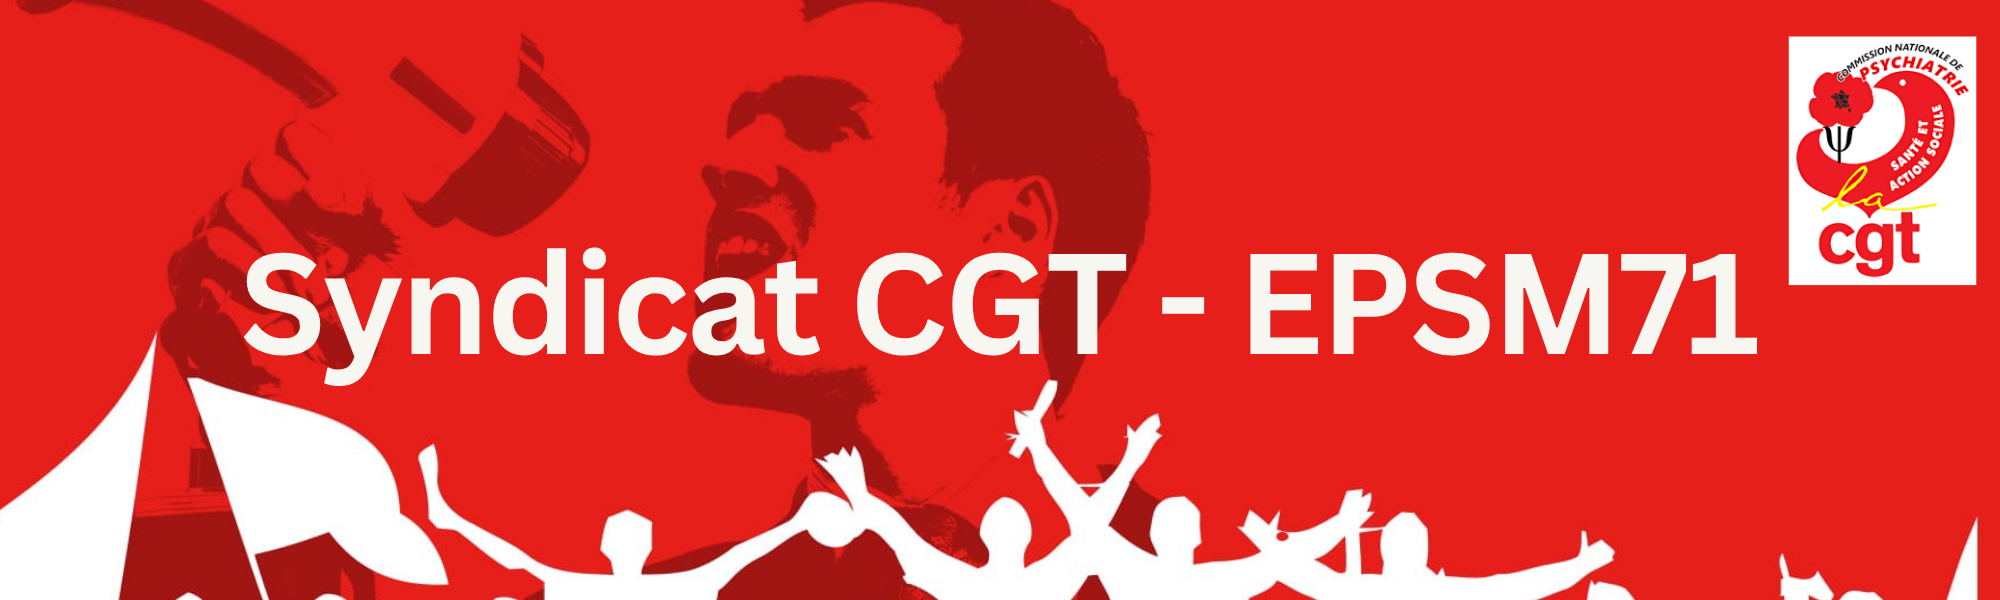 COMMISSION NATIONALE DE
PSYCHIATRIE
SANTÉ ET
ACTION SOCIALE
la
cgt
Syndicat CGT - EPSM71